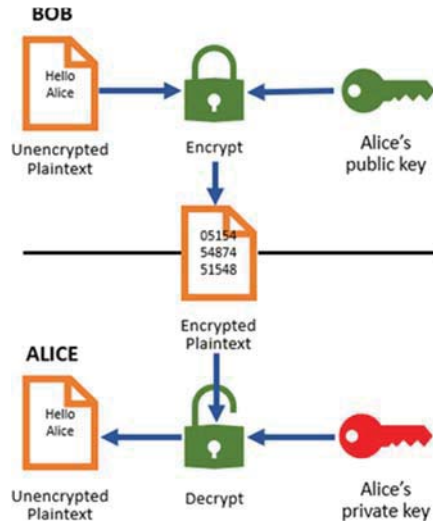 BOB
Hello
Alice
Unencrypted
Plaintext
Encrypt
Alice's
public key
05154
54874
51548
Encrypted
Plaintext
ALICE
Hello
Alice
Unencrypted
Plaintext
Decrypt
Alice's
private key